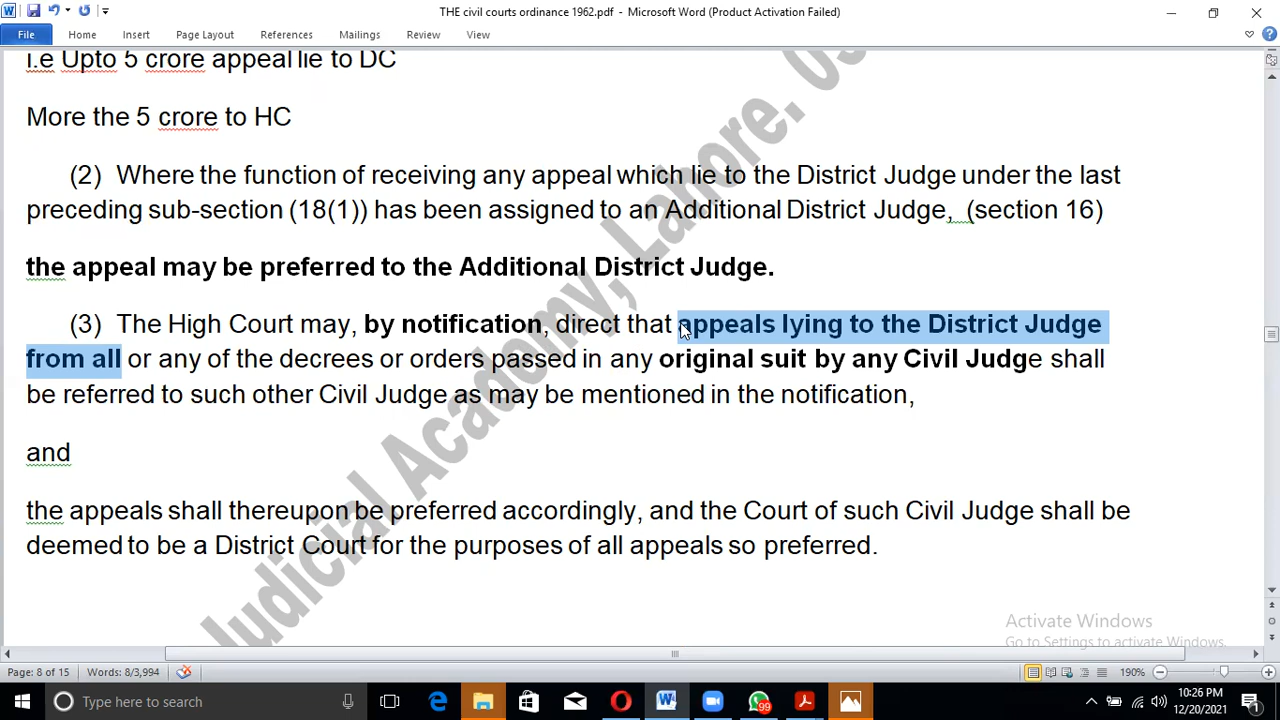 THE civil courts ordinance 1962.pdf - Microsoft Word (Product Activation Failed)
File Home Insert Page Layout References Mailings Review View
i.e Upto 5 crore appeal lie to DC
More the 5 crore to HC
(2) Where the function of receiving any appeal which lie to the District Judge under the last
preceding sub-section (18(1)) has been assigned to an Additional District Judge, (section 16)
the appeal may be preferred to the Additional District Judge.
(3) The High Court may, by notification, direct that appeals lying to the District Judge
from all or any of the decrees or orders passed in any original suit by any Civil Judge shall
be referred to such other Civil Judge as may be mentioned in the notification,
and
the appeals shall thereupon be preferred accordingly, and the Court of such Civil Judge shall be
deemed to be a District Court for the purposes of all appeals so preferred.
Judicial Academy, Lahore. 03
Activate Windows
Go to Settings to activate Windows.
Page: 8 of 15 Words: 8/3,994 190%
Type here to search
99
10:26 PM
12/20/2021
1